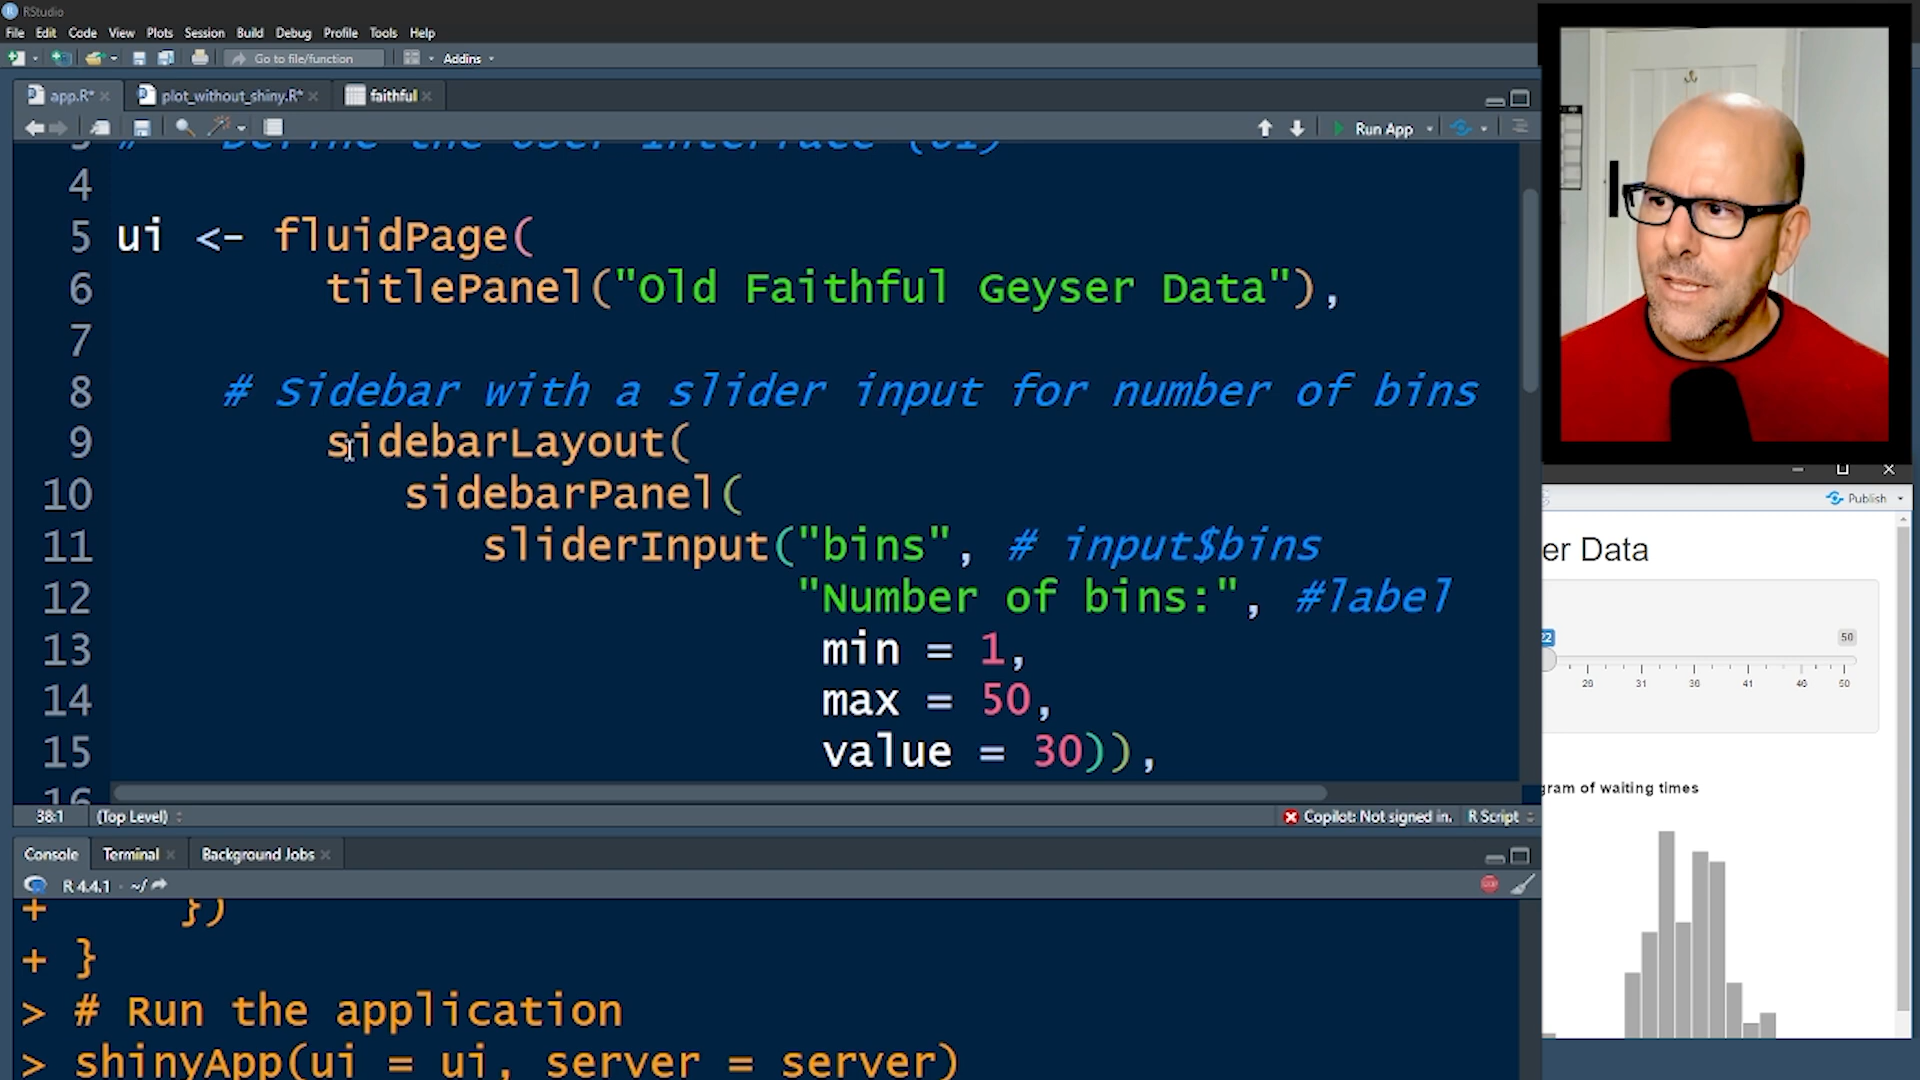 RStudio
File Edit Code View Plots Session Build Debug Profile Tools Help
Go to file/function Addins
app.R* plot_without_shiny.R* faithful
Run App
4
5 ui <- fluidPage(
6 titlePanel("Old Faithful Geyser Data"),
7
8 # Sidebar with a slider input for number of bins
9 sidebarLayout(
10 sidebarPanel(
11 sliderInput("bins", # input$bins
12 "Number of bins:", #label
13 min = 1,
14 max = 50,
15 value = 30)),
16
38:1 (Top Level) Copilot: Not signed in. R Script
Console Terminal Background Jobs
R 4.4.1 · ~/
+ })
+ }
> # Run the application
> shinyApp(ui = ui, server = server)
Publish
er Data
22 50
26 31 36 41 46 50
gram of waiting times